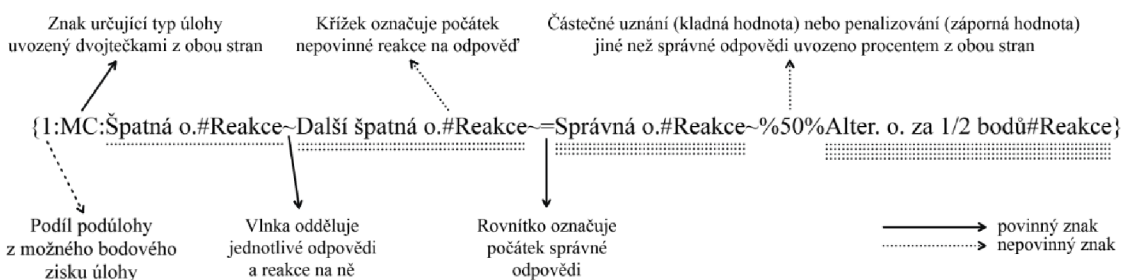 Znak určující typ úlohy
uvozený dvojtečkami z obou stran
Křížek označuje počátek
nepovinné reakce na odpověď
Částečné uznání (kladná hodnota) nebo penalizování (záporná hodnota)
jiné než správné odpovědi uvozeno procentem z obou stran
{1:MC:Špatná o.#Reakce~Další špatná o.#Reakce~=Správná o.#Reakce~%50%Alter. o. za 1/2 bodů#Reakce}
Podíl podúlohy
z možného bodového
zisku úlohy
Vlnka odděluje
jednotlivé odpovědi
a reakce na ně
Rovnítko označuje
počátek správné
odpovědi
povinný znak
nepovinný znak